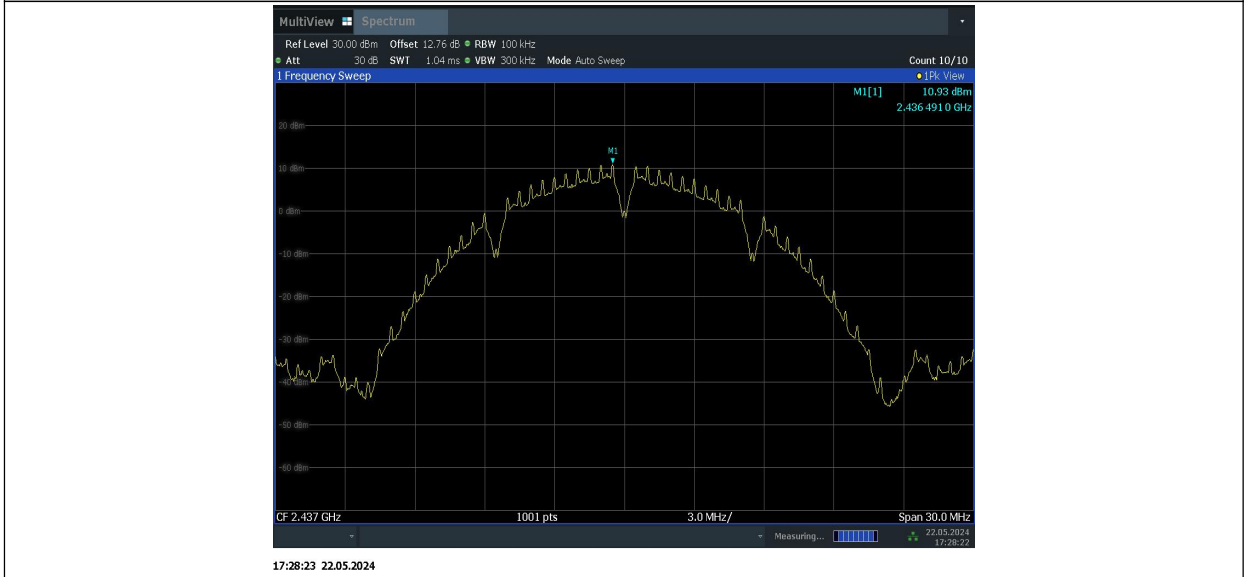 MultiView Spectrum
Ref Level 30.00 dBm Offset 12.76 dB RBW 100 kHz
Att 30 dB SWT 1.04 ms VBW 300 kHz Mode Auto Sweep Count 10/10
1 Frequency Sweep 1Pk View
M1[1] 10.93 dBm
2.436 491 0 GHz
20 dBm
M1
10 dBm
0 dBm
-10 dBm
-20 dBm
-30 dBm
-40 dBm
-50 dBm
-60 dBm
CF 2.437 GHz 1001 pts 3.0 MHz/ Span 30.0 MHz
Measuring... 22.05.2024
17:28:22
17:28:23 22.05.2024